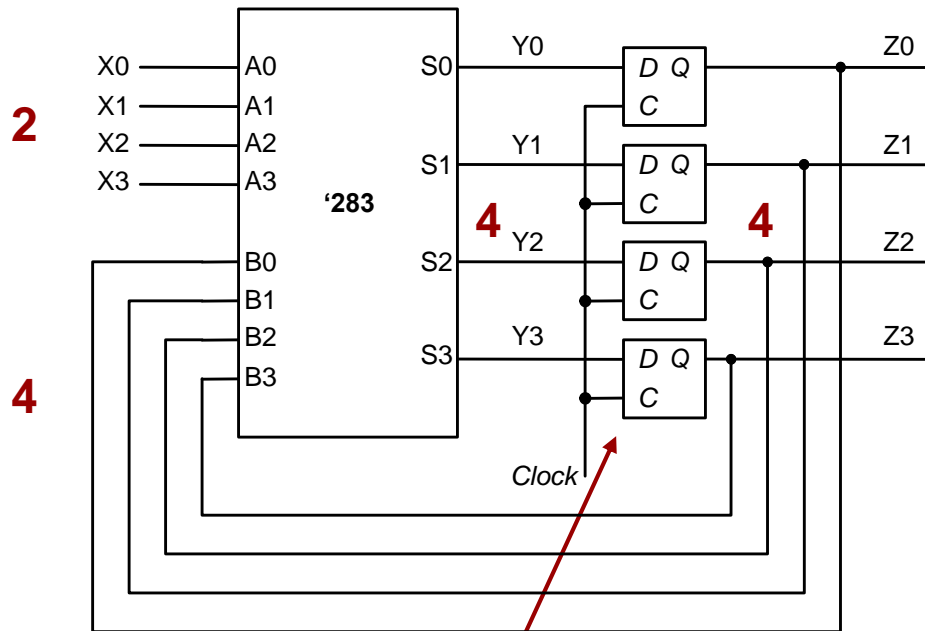 Y0 Z0
X0 A0 S0 D Q
X1 A1 C
2
X2 A2 Y1 Z1
X3 A3 S1 D Q
'283 C
4 4
Y2 Z2
B0 S2 D Q
B1 C
B2 Y3 Z3
S3 D Q
4 B3 C
Clock